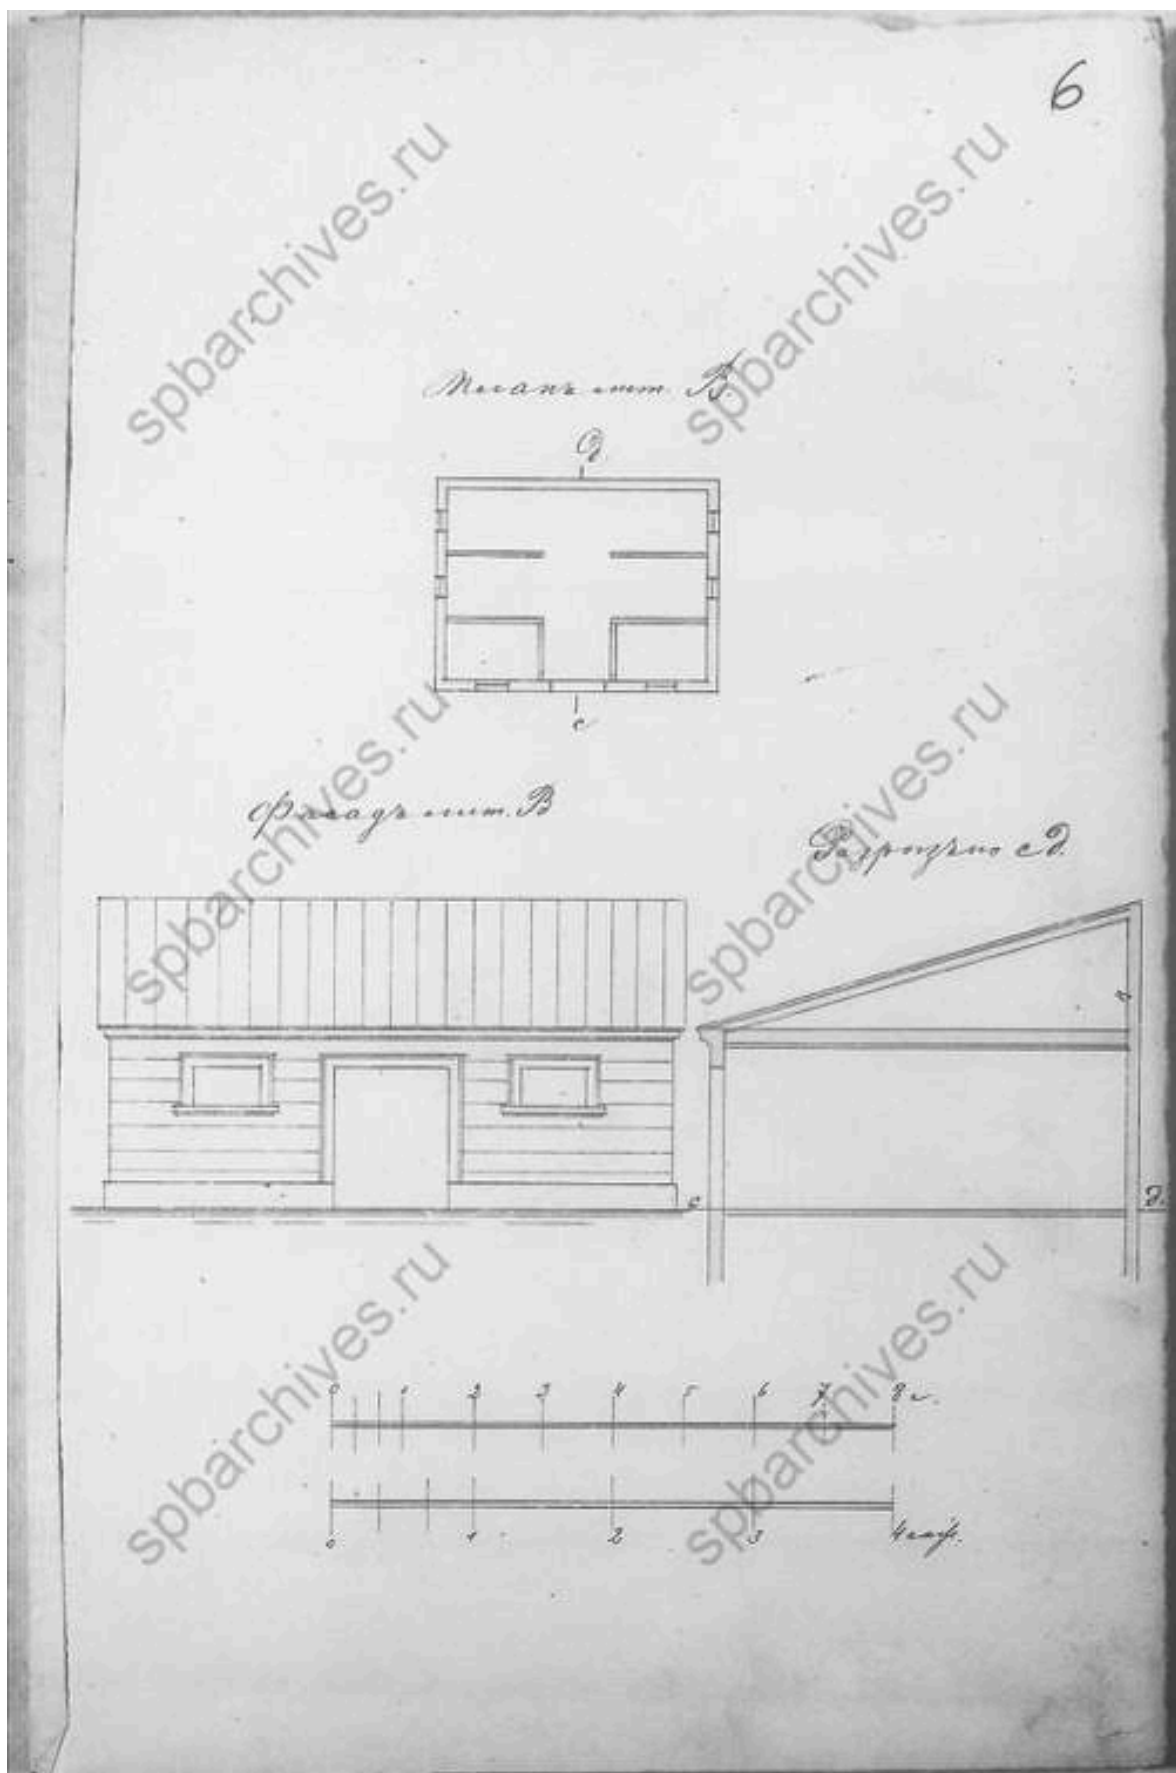 6
Планъ лит. В.
д
с
Фасадъ лит. В
Разрѣзъ по с д.
с
д.
0 1 2 3 4 5 6 7 8 с.
0 1 2 3 4 саж.
spbarchives.ru
spbarchives.ru
spbarchives.ru
spbarchives.ru
spbarchives.ru
spbarchives.ru